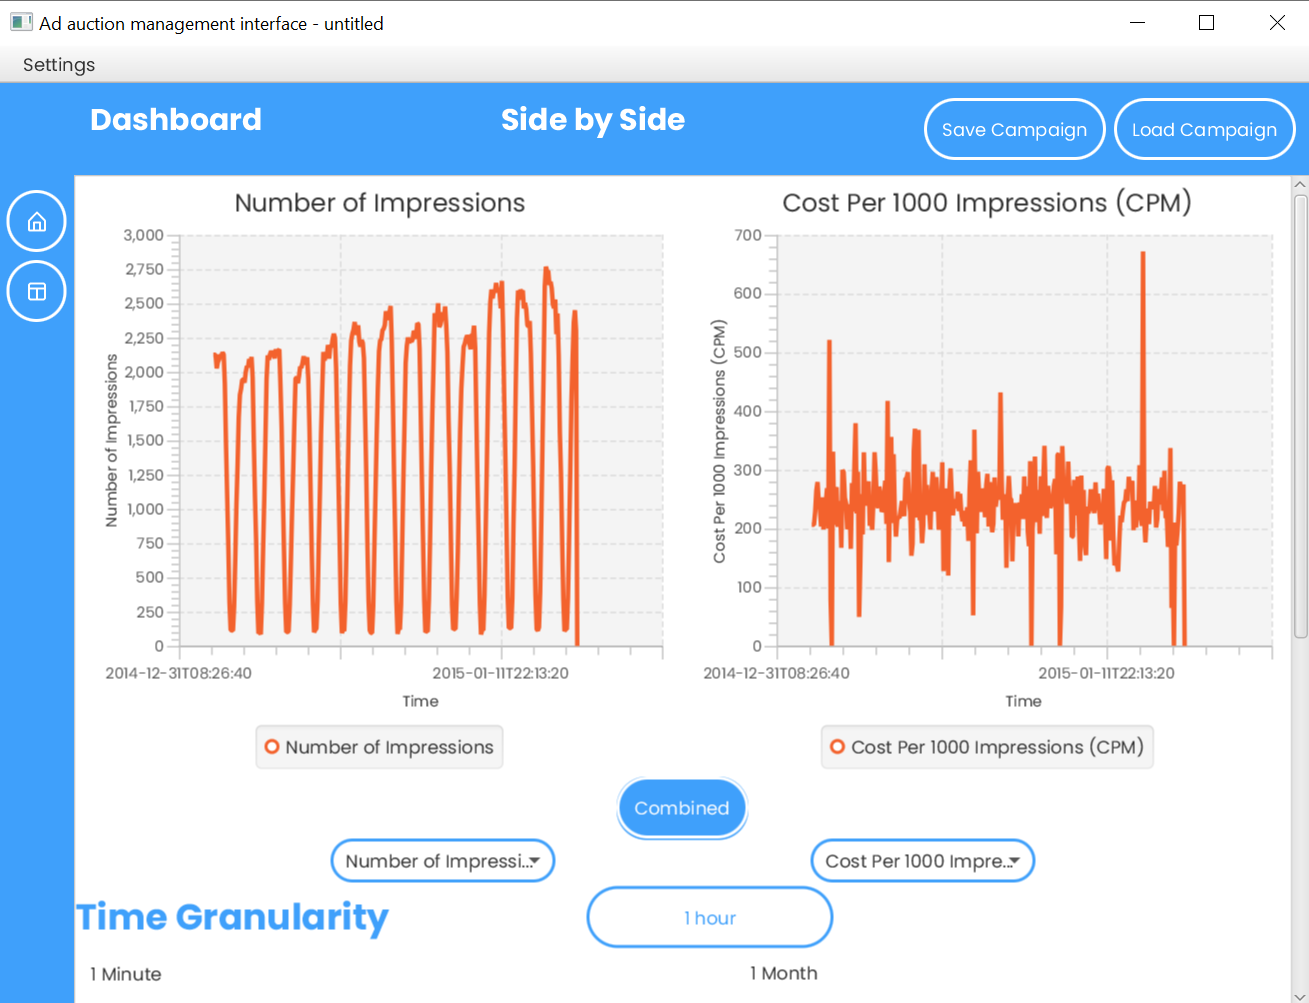 Ad auction management interface - untitled
Settings
Dashboard
Side by Side
Save Campaign
Load Campaign
Number of Impressions
3,000
2,750
2,500
2,250
2,000
1,750
1,500
1,250
1,000
750
500
250
0
Number of Impressions
2014-12-31T08:26:40
2015-01-11T22:13:20
Time
Number of Impressions
Cost Per 1000 Impressions (CPM)
700
600
500
400
300
200
100
0
Cost Per 1000 Impressions (CPM)
2014-12-31T08:26:40
2015-01-11T22:13:20
Time
Cost Per 1000 Impressions (CPM)
Combined
Number of Impressi...
Cost Per 1000 Impre...
Time Granularity
1 hour
1 Minute
1 Month